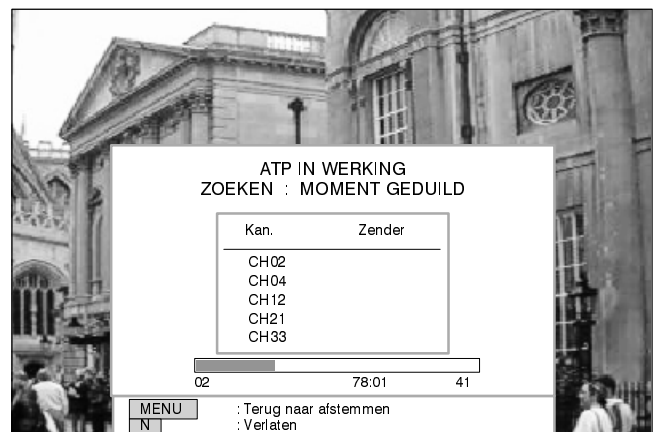 ATP IN WERKING
ZOEKEN : MOMENT GEDUILD
Kan. Zender
CH02
CH04
CH12
CH21
CH33
02 78:01 41
MENU : Terug naar afstemmen
N : Verlaten